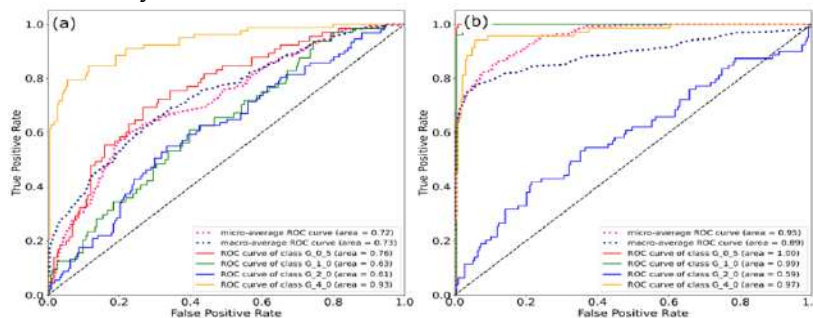 (a)
1.0
0.8
0.6
0.4
0.2
0.0
True Positive Rate
0.0 0.2 0.4 0.6 0.8 1.0
False Positive Rate
micro-average ROC curve (area = 0.72)
macro-average ROC curve (area = 0.73)
ROC curve of class G_0_5 (area = 0.76)
ROC curve of class G_1_0 (area = 0.63)
ROC curve of class G_2_0 (area = 0.61)
ROC curve of class G_4_0 (area = 0.93)
(b)
1.0
0.8
0.6
0.4
0.2
0.0
True Positive Rate
0.0 0.2 0.4 0.6 0.8 1.
False Positive Rate
micro-average ROC curve (area = 0.95)
macro-average ROC curve (area = 0.89)
ROC curve of class G_0_5 (area = 1.00)
ROC curve of class G_1_0 (area = 0.99)
ROC curve of class G_2_0 (area = 0.59)
ROC curve of class G_4_0 (area = 0.97)